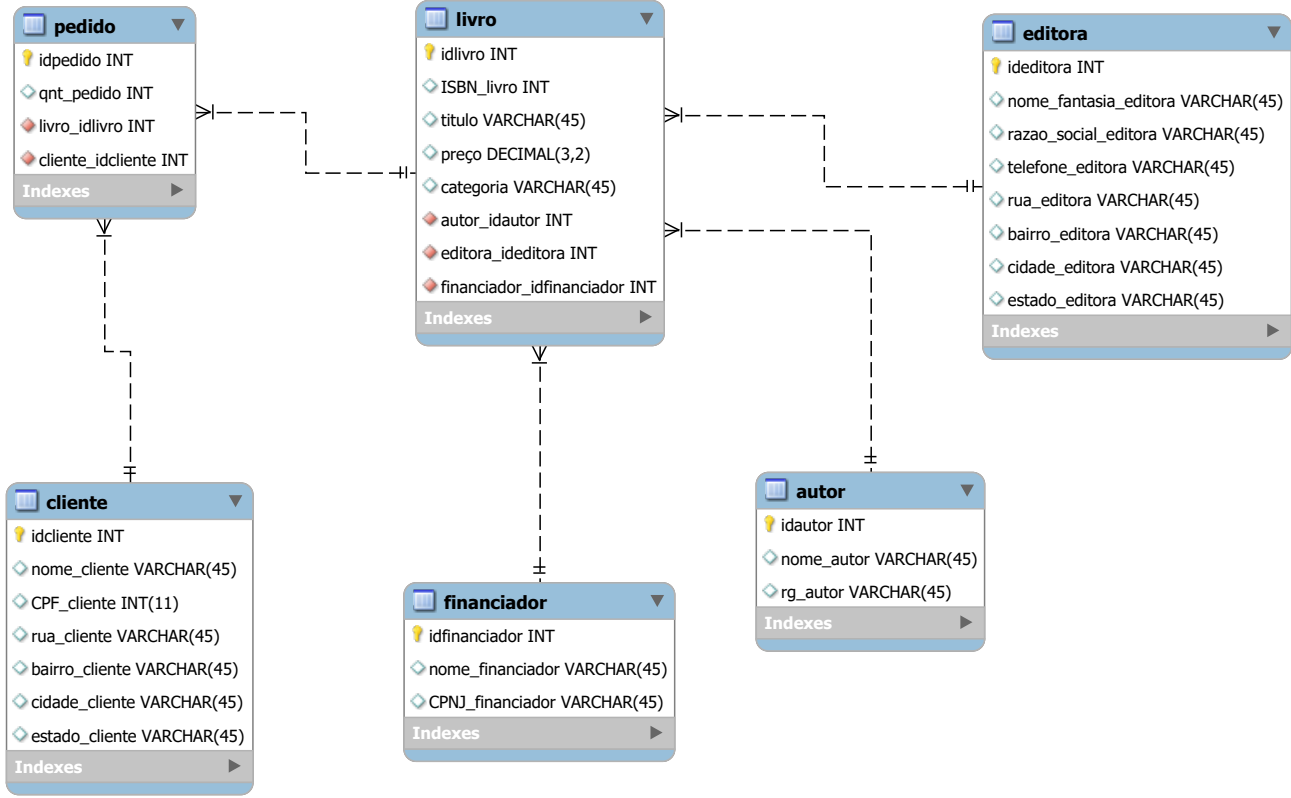 pedido
idpedido INT
qnt_pedido INT
livro_idlivro INT
cliente_idcliente INT
Indexes
livro
idlivro INT
ISBN_livro INT
titulo VARCHAR(45)
preço DECIMAL(3,2)
categoria VARCHAR(45)
autor_idautor INT
editora_ideditora INT
financiador_idfinanciador INT
Indexes
editora
ideditora INT
nome_fantasia_editora VARCHAR(45)
razao_social_editora VARCHAR(45)
telefone_editora VARCHAR(45)
rua_editora VARCHAR(45)
bairro_editora VARCHAR(45)
cidade_editora VARCHAR(45)
estado_editora VARCHAR(45)
Indexes
cliente
idcliente INT
nome_cliente VARCHAR(45)
CPF_cliente INT(11)
rua_cliente VARCHAR(45)
bairro_cliente VARCHAR(45)
cidade_cliente VARCHAR(45)
estado_cliente VARCHAR(45)
Indexes
financiador
idfinanciador INT
nome_financiador VARCHAR(45)
CPNJ_financiador VARCHAR(45)
Indexes
autor
idautor INT
nome_autor VARCHAR(45)
rg_autor VARCHAR(45)
Indexes